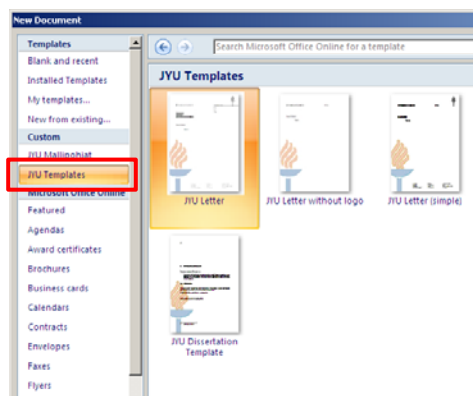 New Document
Templates
Blank and recent
Installed Templates
My templates...
New from existing...
Custom
JYU Mallipohjat
JYU Templates
Microsoft Office Online
Featured
Agendas
Award certificates
Brochures
Business cards
Calendars
Contracts
Envelopes
Faxes
Flyers
Search Microsoft Office Online for a template
JYU Templates
JYU Letter
JYU Letter without logo
JYU Letter (simple)
JYU Dissertation
Template